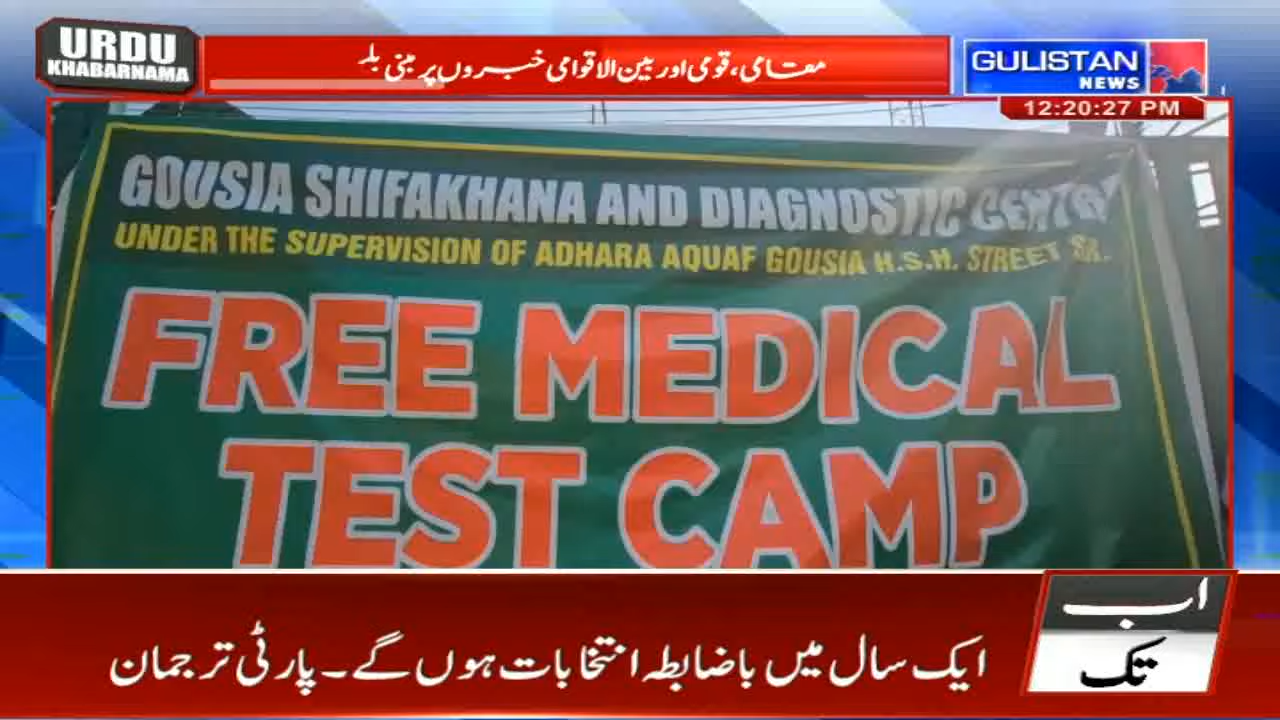 URDU
KHABARNAMA
مقامی، قومی اور بین الاقوامی خبروں پر مبنی بلـ
GULISTAN
NEWS
12:20:27 PM
GOUSIA SHIFAKHANA AND DIAGNOSTIC CENTR
UNDER THE SUPERVISION OF ADHARA AQUAF GOUSIA K.S.H. STREET SR.
FREE MEDICAL
TEST CAMP
اب
تک
ایک سال میں باضابطہ انتخابات ہوں گے۔ پارٹی ترجمان